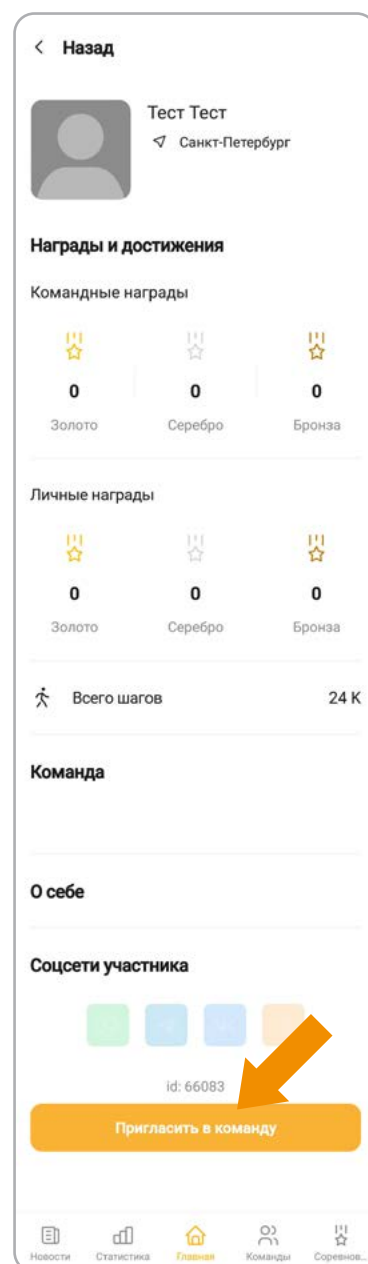 Назад
Тест Тест
Санкт-Петербург
Награды и достижения
Командные награды
0 0 0
Золото Серебро Бронза
Личные награды
0 0 0
Золото Серебро Бронза
Всего шагов 24 K
Команда
О себе
Соцсети участника
id: 66083
Пригласить в команду
Новости Статистика Главная Команды Соревнов...